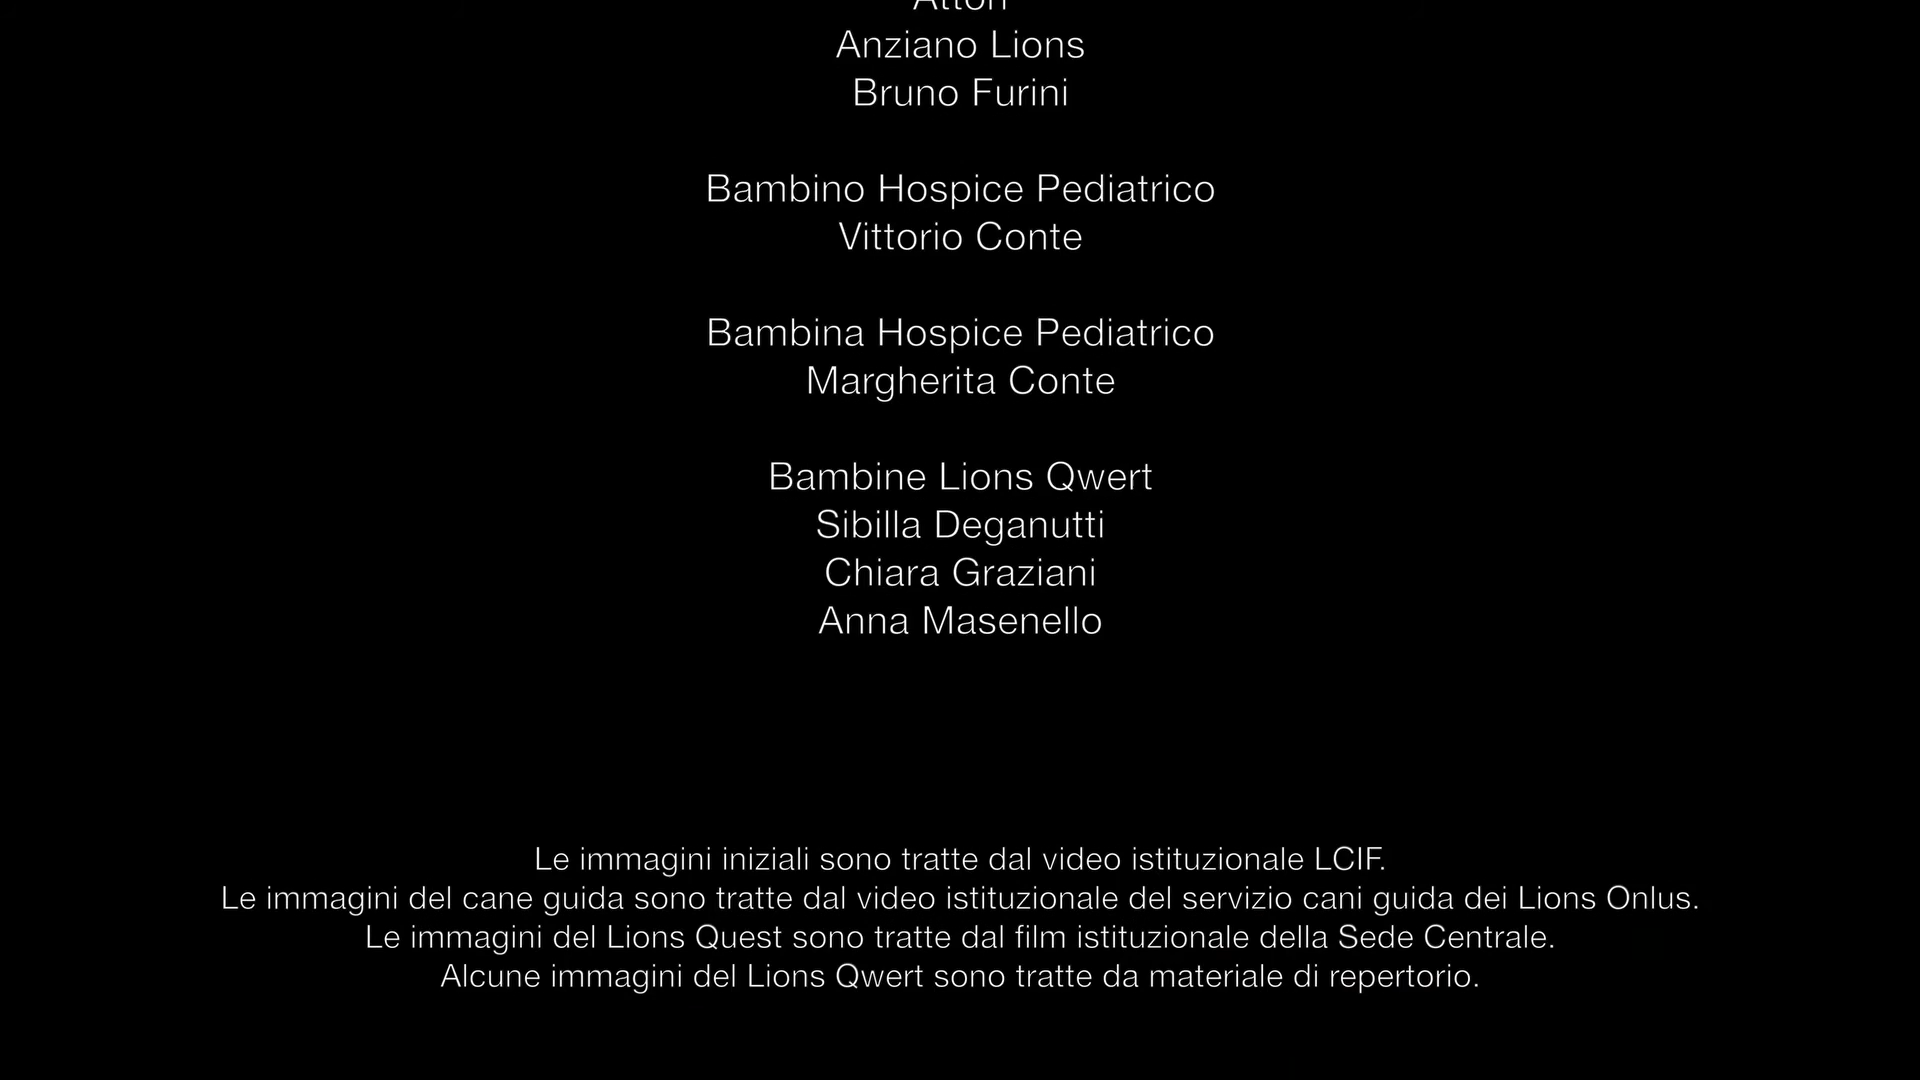 Attori
Anziano Lions
Bruno Furini
Bambino Hospice Pediatrico
Vittorio Conte
Bambina Hospice Pediatrico
Margherita Conte
Bambine Lions Qwert
Sibilla Deganutti
Chiara Graziani
Anna Masenello
Le immagini iniziali sono tratte dal video istituzionale LCIF.
Le immagini del cane guida sono tratte dal video istituzionale del servizio cani guida dei Lions Onlus.
Le immagini del Lions Quest sono tratte dal film istituzionale della Sede Centrale.
Alcune immagini del Lions Qwert sono tratte da materiale di repertorio.